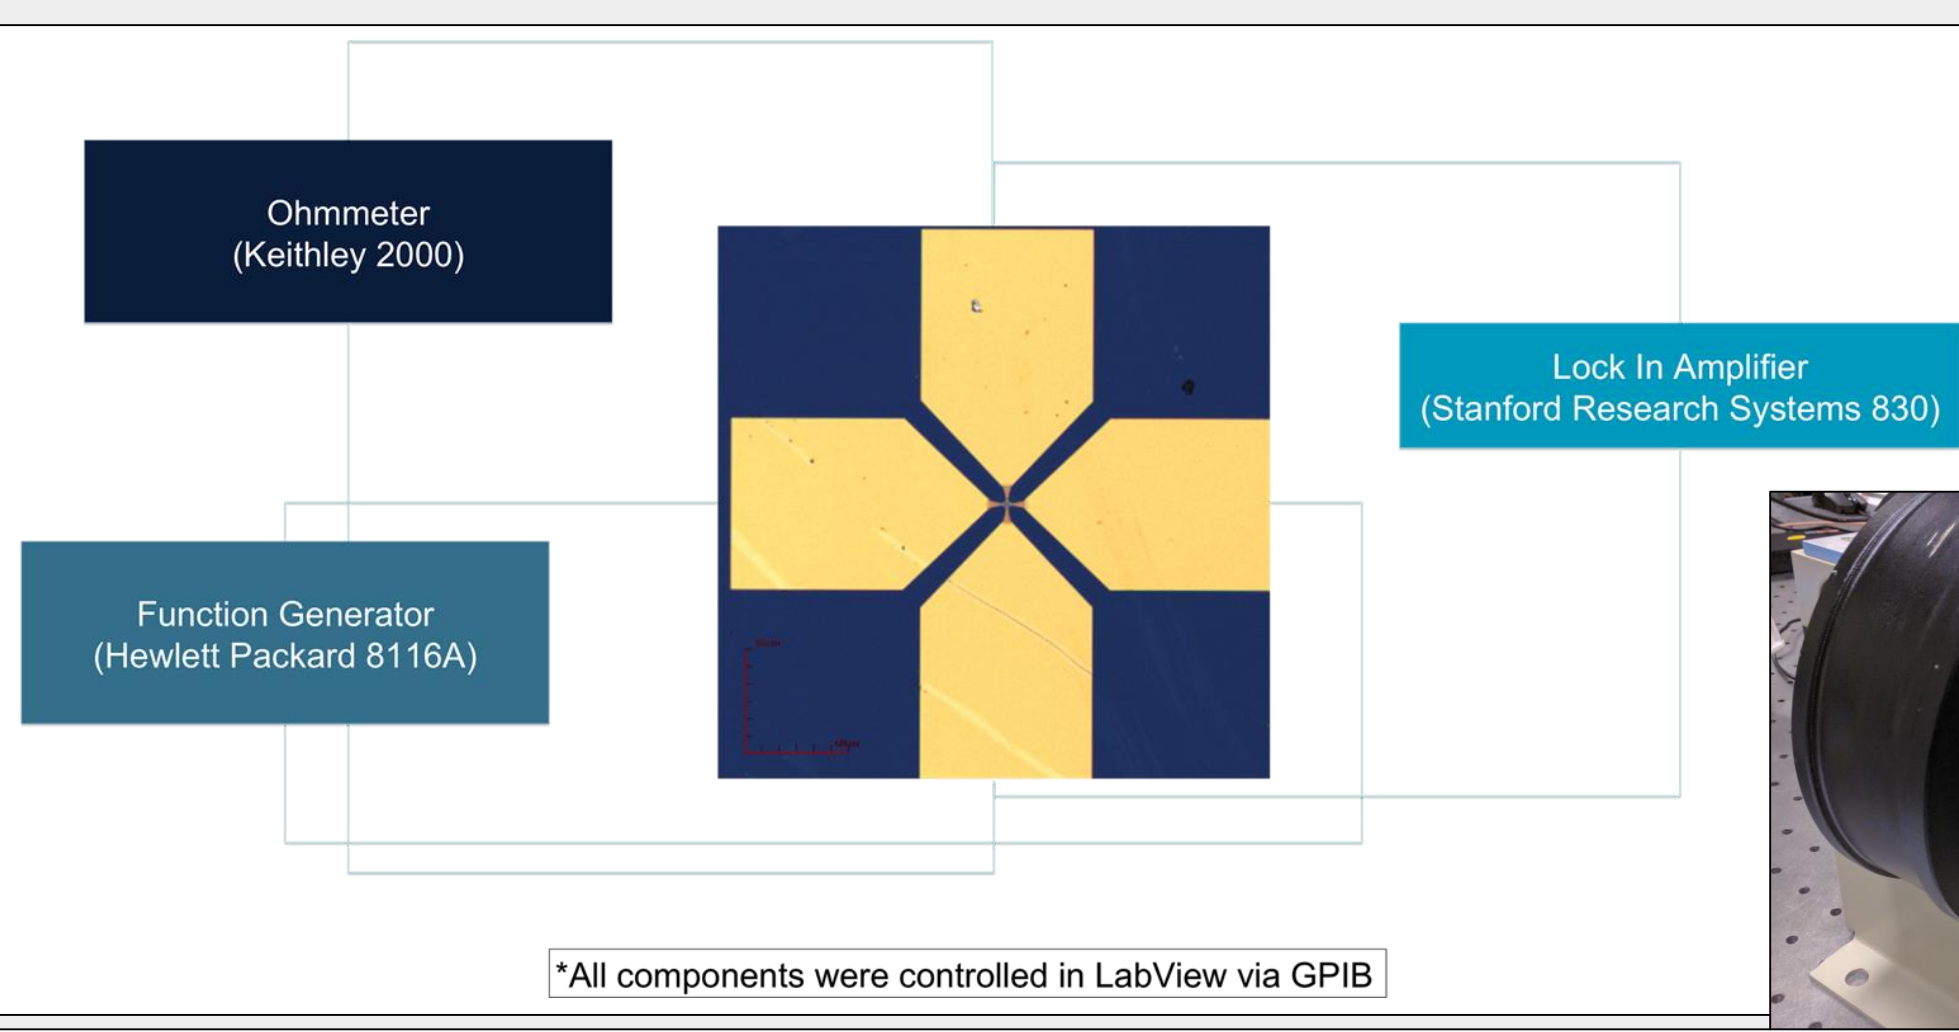 Ohmmeter
(Keithley 2000)
Lock In Amplifier
(Stanford Research Systems 830)
Function Generator
(Hewlett Packard 8116A)
*All components were controlled in LabView via GPIB